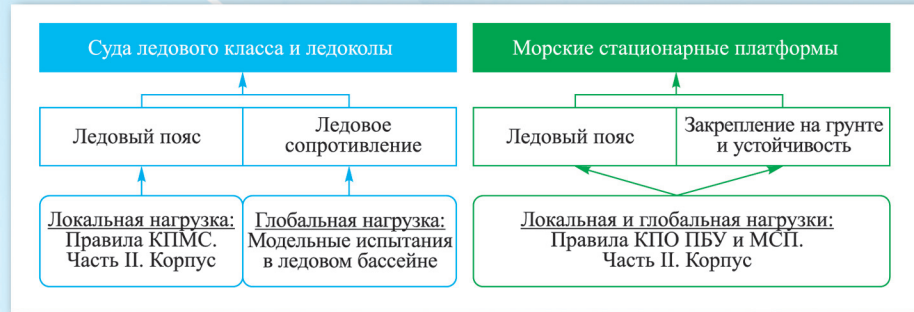 Суда ледового класса и ледоколы
Морские стационарные платформы
Ледовый пояс
Ледовое
сопротивление
Ледовый пояс
Закрепление на грунте
и устойчивость
Локальная нагрузка:
Правила КПМС.
Часть II. Корпус
Глобальная нагрузка:
Модельные испытания
в ледовом бассейне
Локальная и глобальная нагрузки:
Правила КПО ПБУ и МСП.
Часть II. Корпус